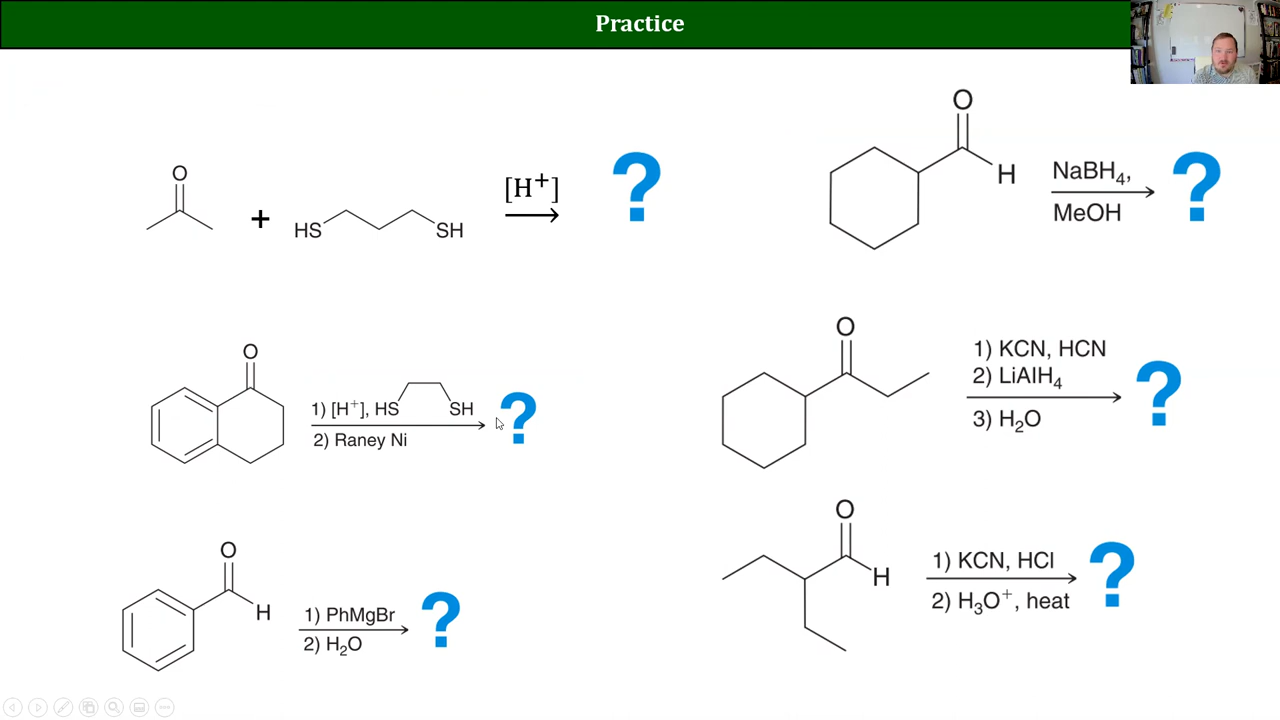 Practice
O
+
HS
SH
[H⁺]
?
O
H
NaBH₄,
MeOH
?
O
1) [H⁺], HS
SH
2) Raney Ni
?
O
1) KCN, HCN
2) LiAlH₄
3) H₂O
?
O
H
1) PhMgBr
2) H₂O
?
O
H
1) KCN, HCl
2) H₃O⁺, heat
?